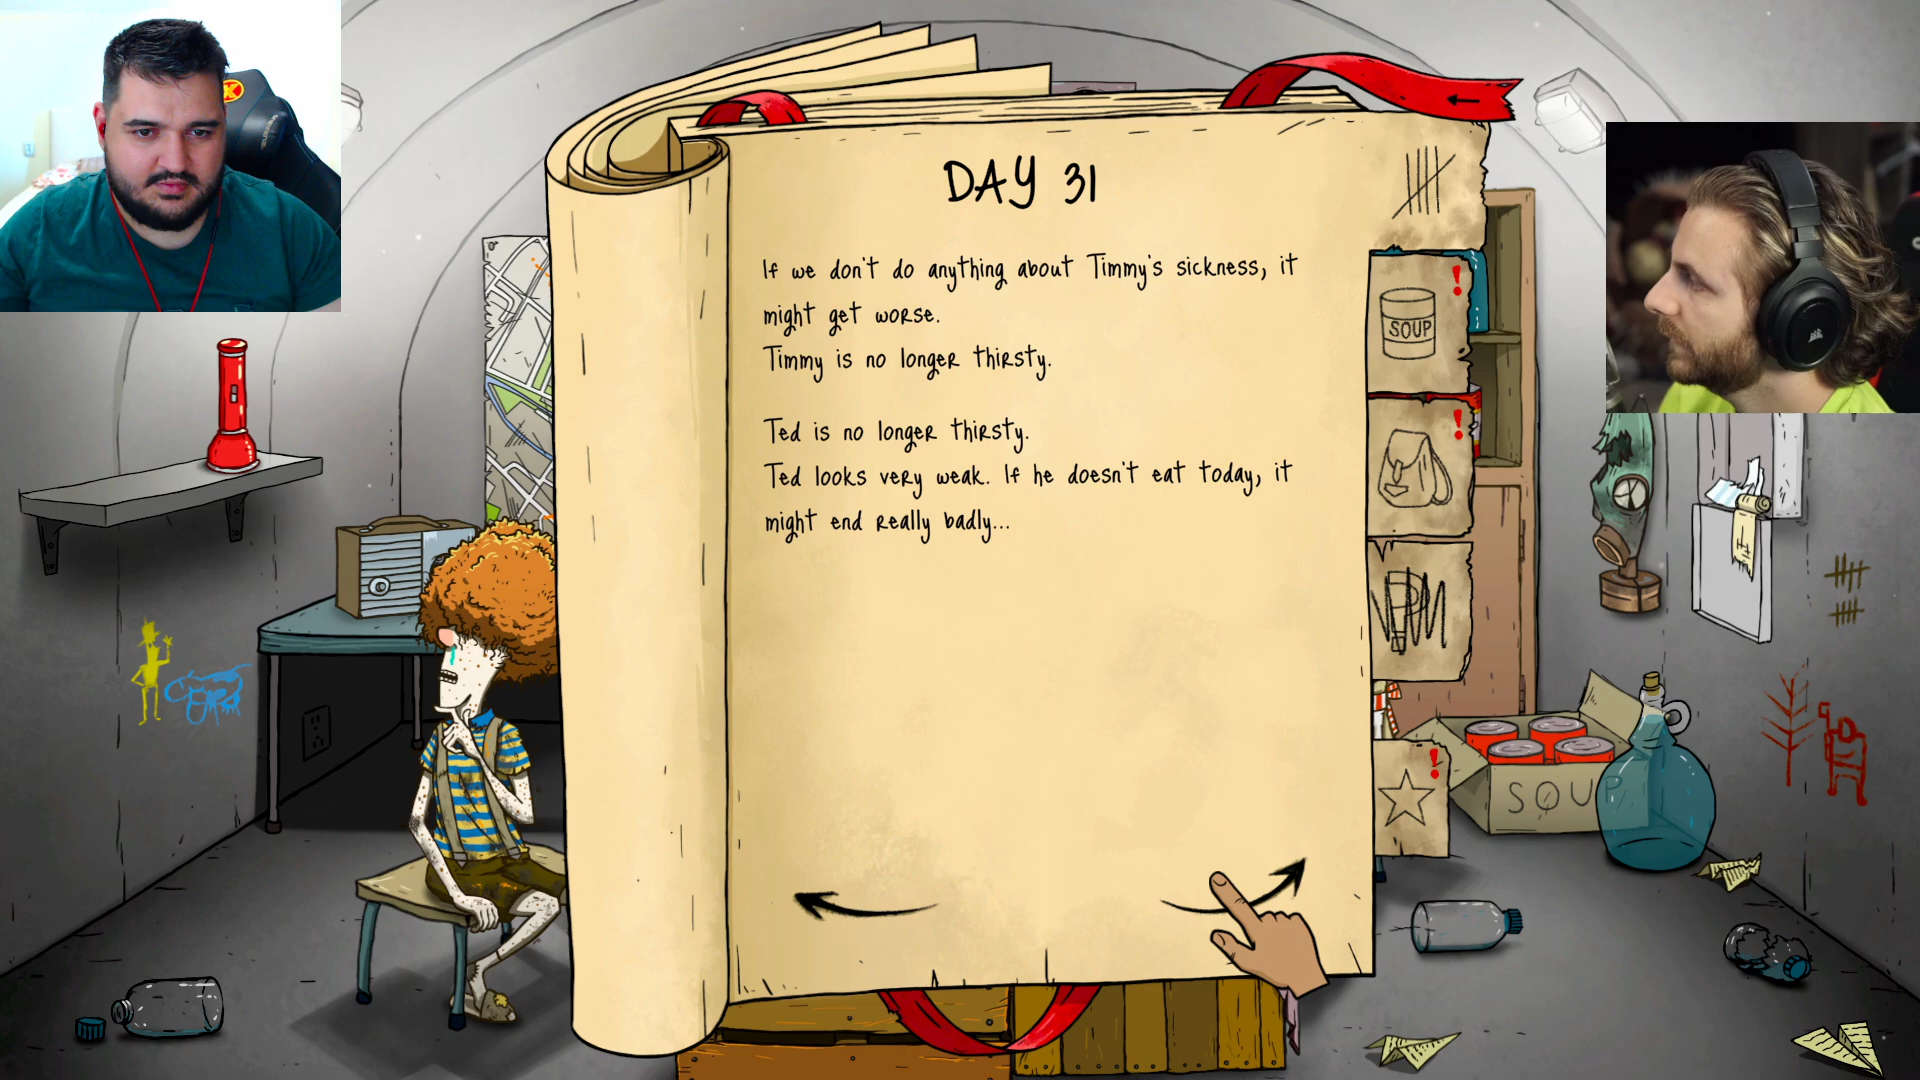 DAY 31
If we don't do anything about Timmy's sickness, it
might get worse.
Timmy is no longer thirsty.
Ted is no longer thirsty.
Ted looks very weak. If he doesn't eat today, it
might end really badly...
SOUP
SOUP